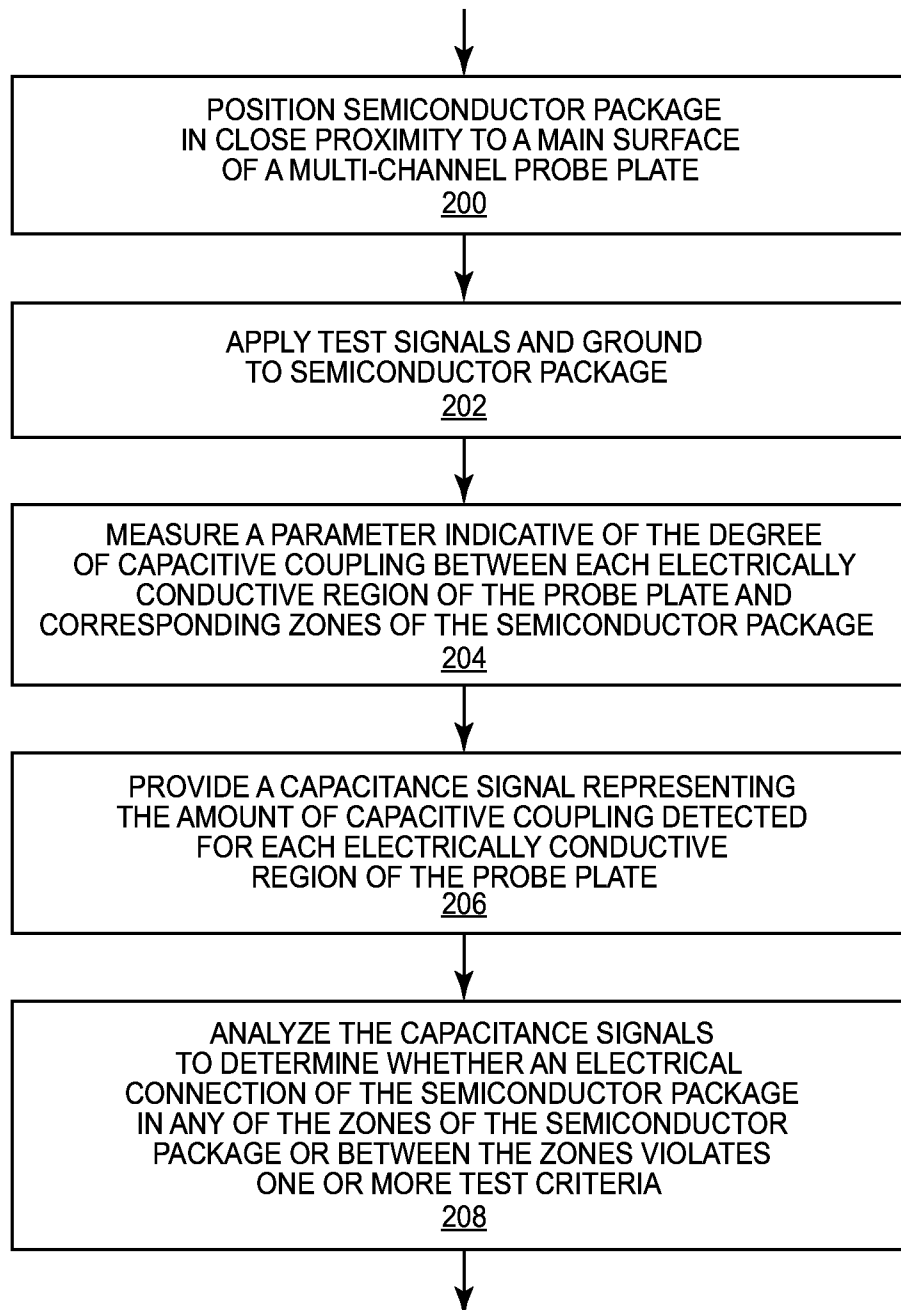 POSITION SEMICONDUCTOR PACKAGE
IN CLOSE PROXIMITY TO A MAIN SURFACE
OF A MULTI-CHANNEL PROBE PLATE
200
APPLY TEST SIGNALS AND GROUND
TO SEMICONDUCTOR PACKAGE
202
MEASURE A PARAMETER INDICATIVE OF THE DEGREE
OF CAPACITIVE COUPLING BETWEEN EACH ELECTRICALLY
CONDUCTIVE REGION OF THE PROBE PLATE AND
CORRESPONDING ZONES OF THE SEMICONDUCTOR PACKAGE
204
PROVIDE A CAPACITANCE SIGNAL REPRESENTING
THE AMOUNT OF CAPACITIVE COUPLING DETECTED
FOR EACH ELECTRICALLY CONDUCTIVE
REGION OF THE PROBE PLATE
206
ANALYZE THE CAPACITANCE SIGNALS
TO DETERMINE WHETHER AN ELECTRICAL
CONNECTION OF THE SEMICONDUCTOR PACKAGE
IN ANY OF THE ZONES OF THE SEMICONDUCTOR
PACKAGE OR BETWEEN THE ZONES VIOLATES
ONE OR MORE TEST CRITERIA
208